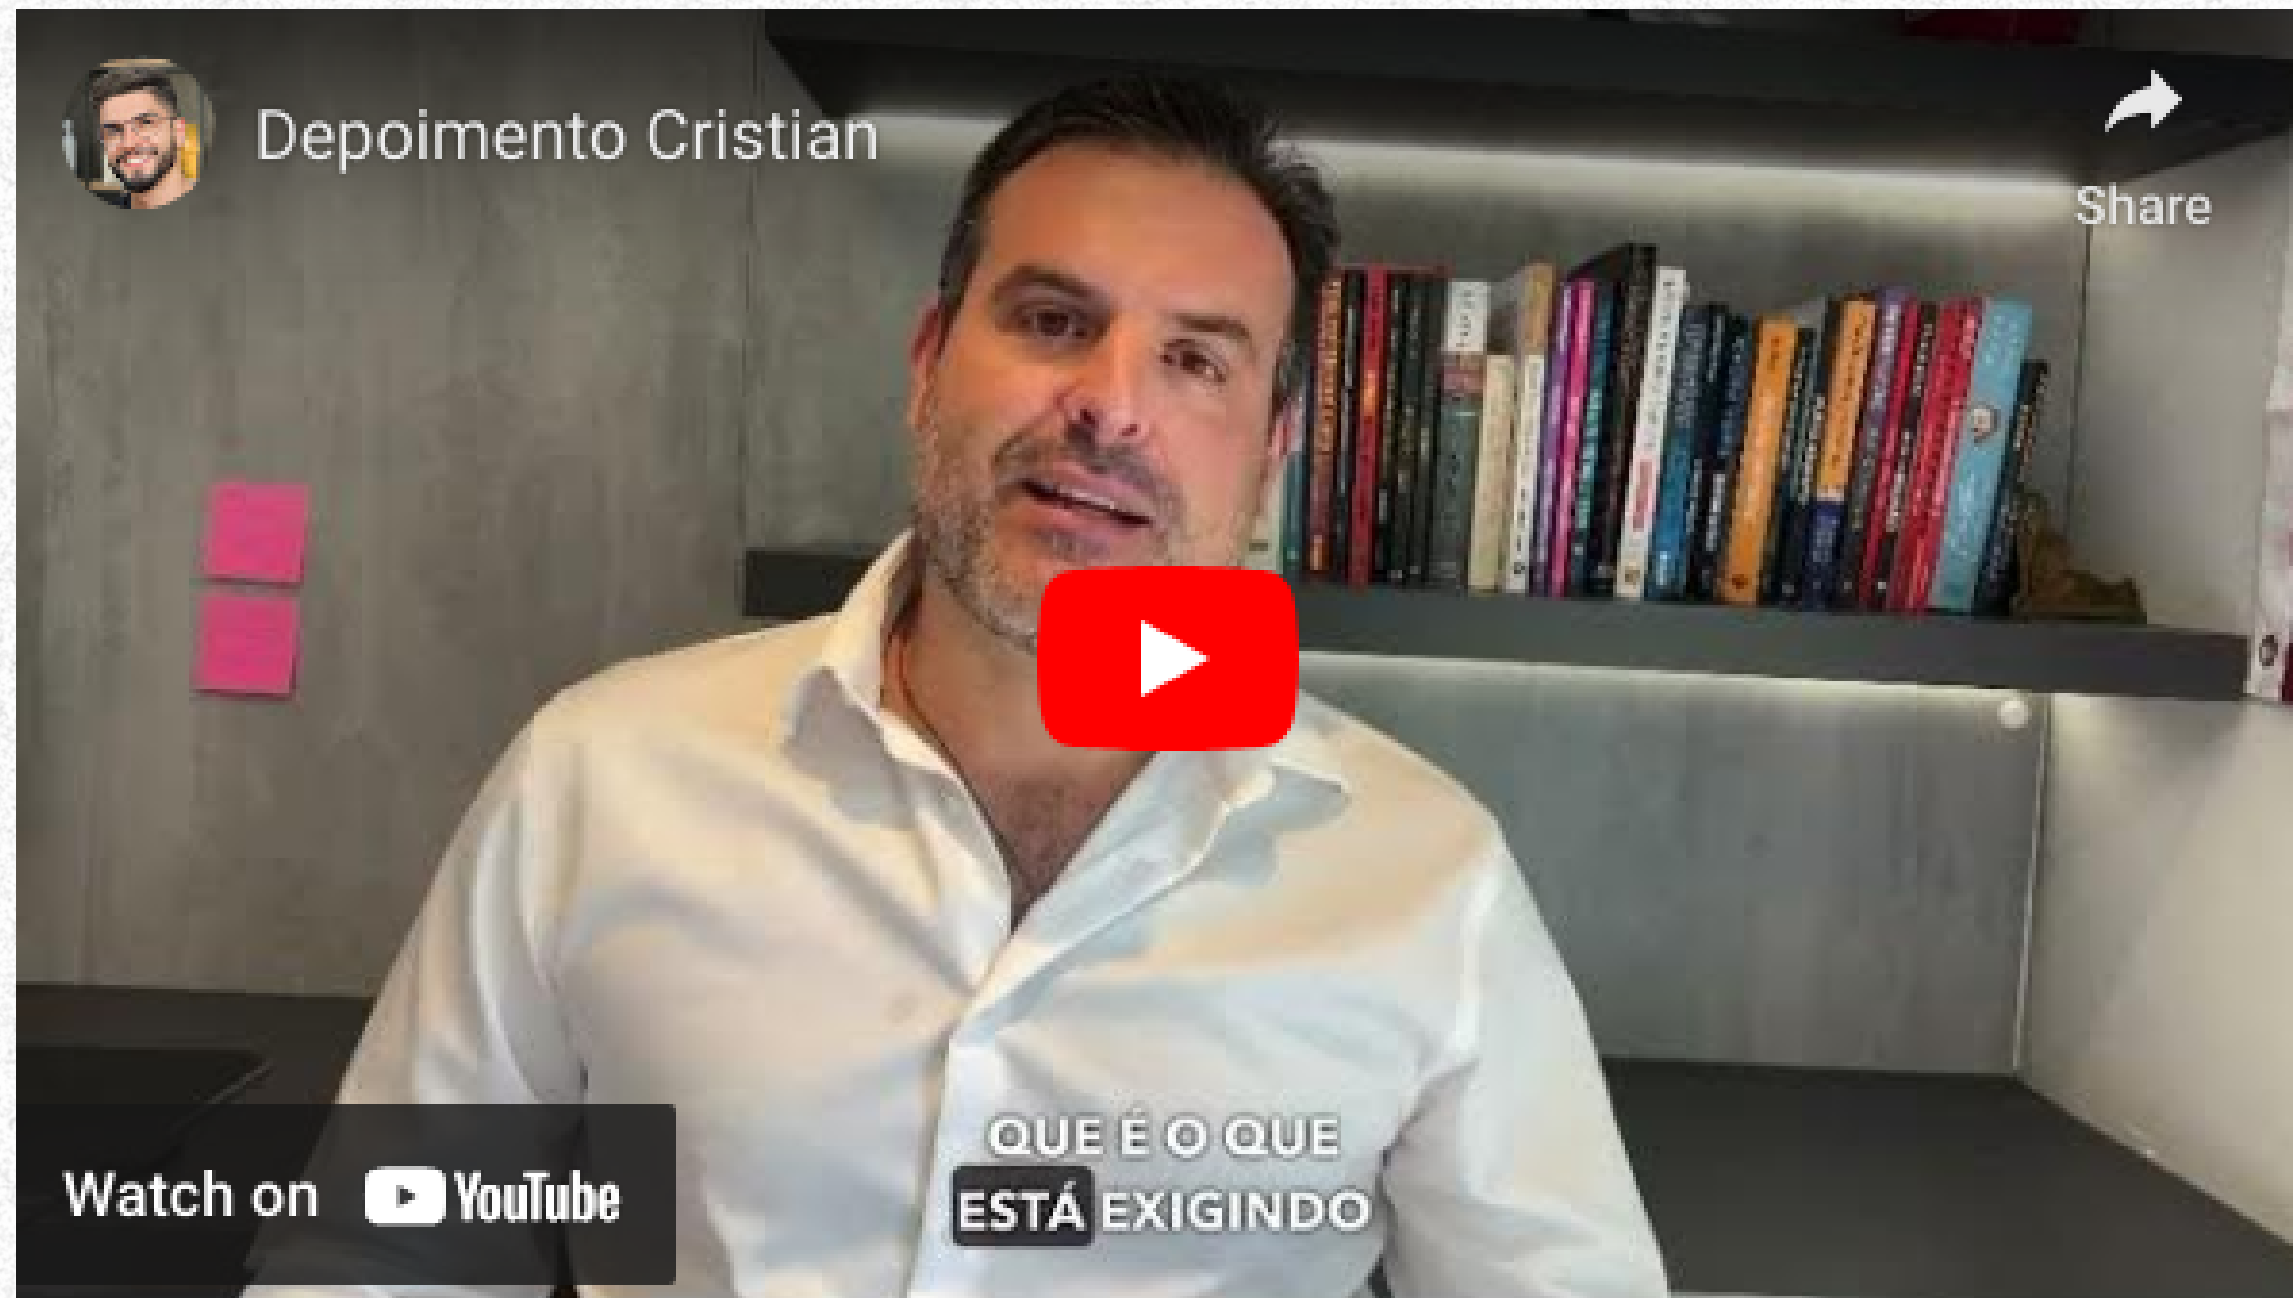 Depoimento Cristian
Share
QUE É O QUE
ESTÁ EXIGINDO
Watch on YouTube